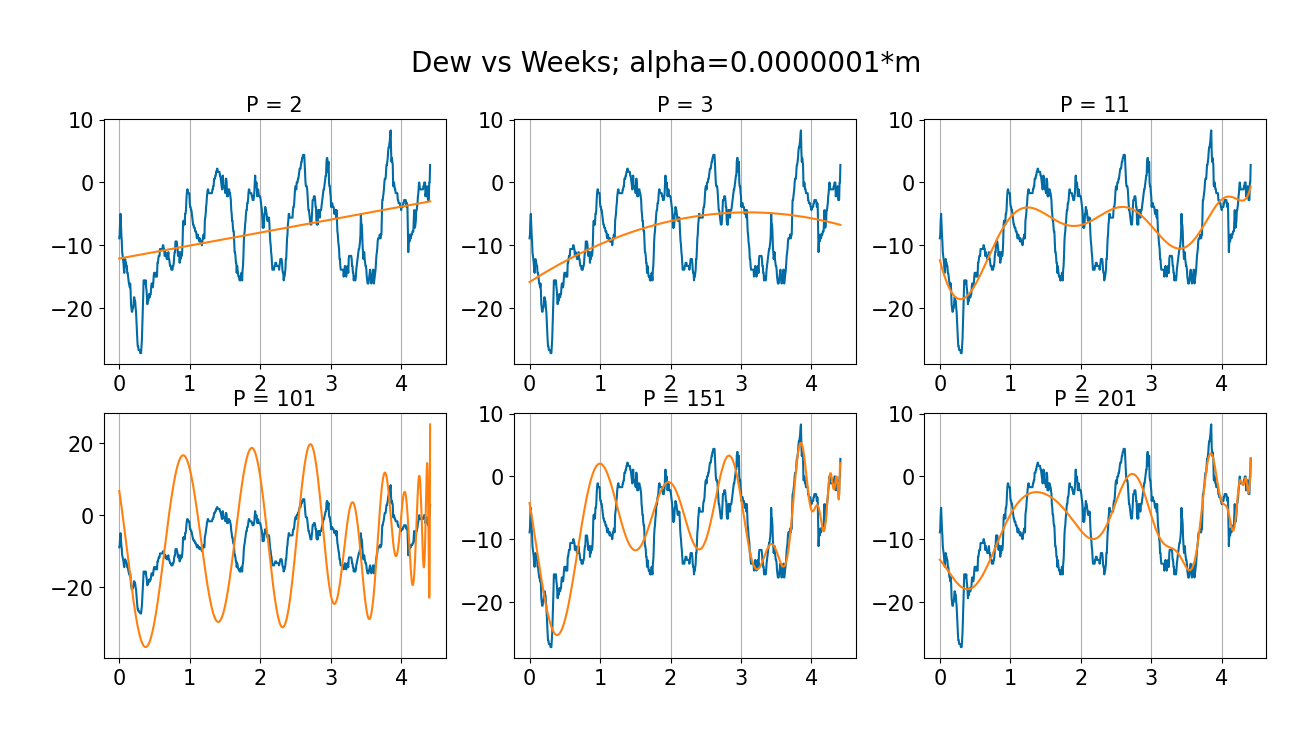 Dew vs Weeks; alpha=0.0000001*m
P = 2 P = 3 P = 11
10 10 10
0 0 0
−10 −10 −10
−20 −20 −20
0 1 2 3 4 0 1 2 3 4 0 1 2 3 4
P = 101 P = 151 P = 201
20 10 10
0 0 0
−20 −10 −10
−20 −20
0 1 2 3 4 0 1 2 3 4 0 1 2 3 4